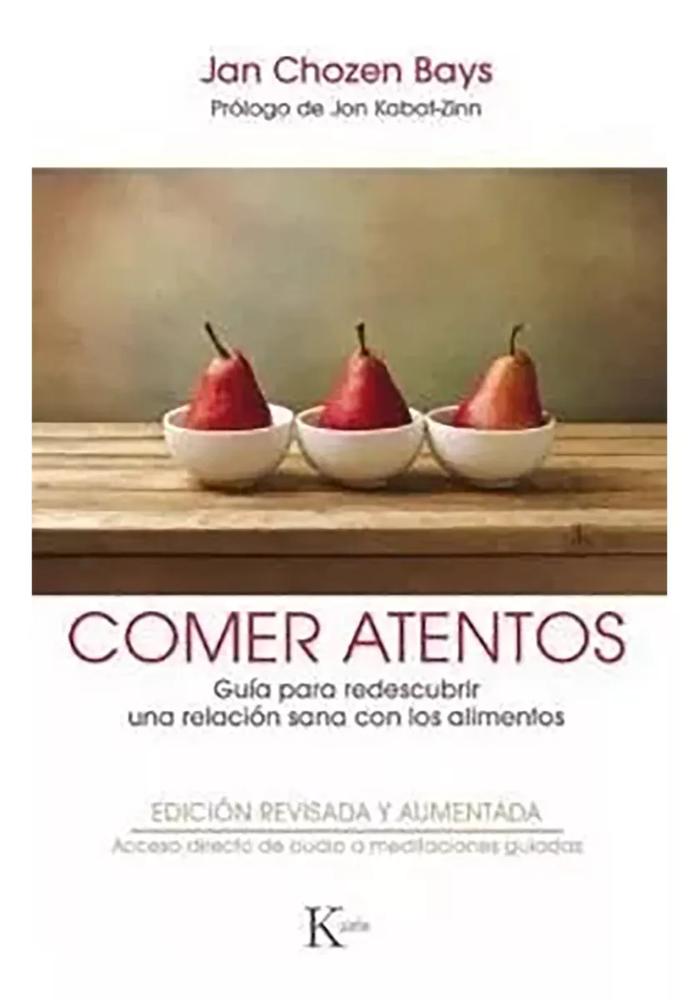 Jan Chozen Bays
Prólogo de Jon Kabat-Zinn
COMER ATENTOS
Guía para redescubrir
una relación sana con los alimentos
EDICIÓN REVISADA Y AUMENTADA
Acceso directo de audio a meditaciones guiadas
K